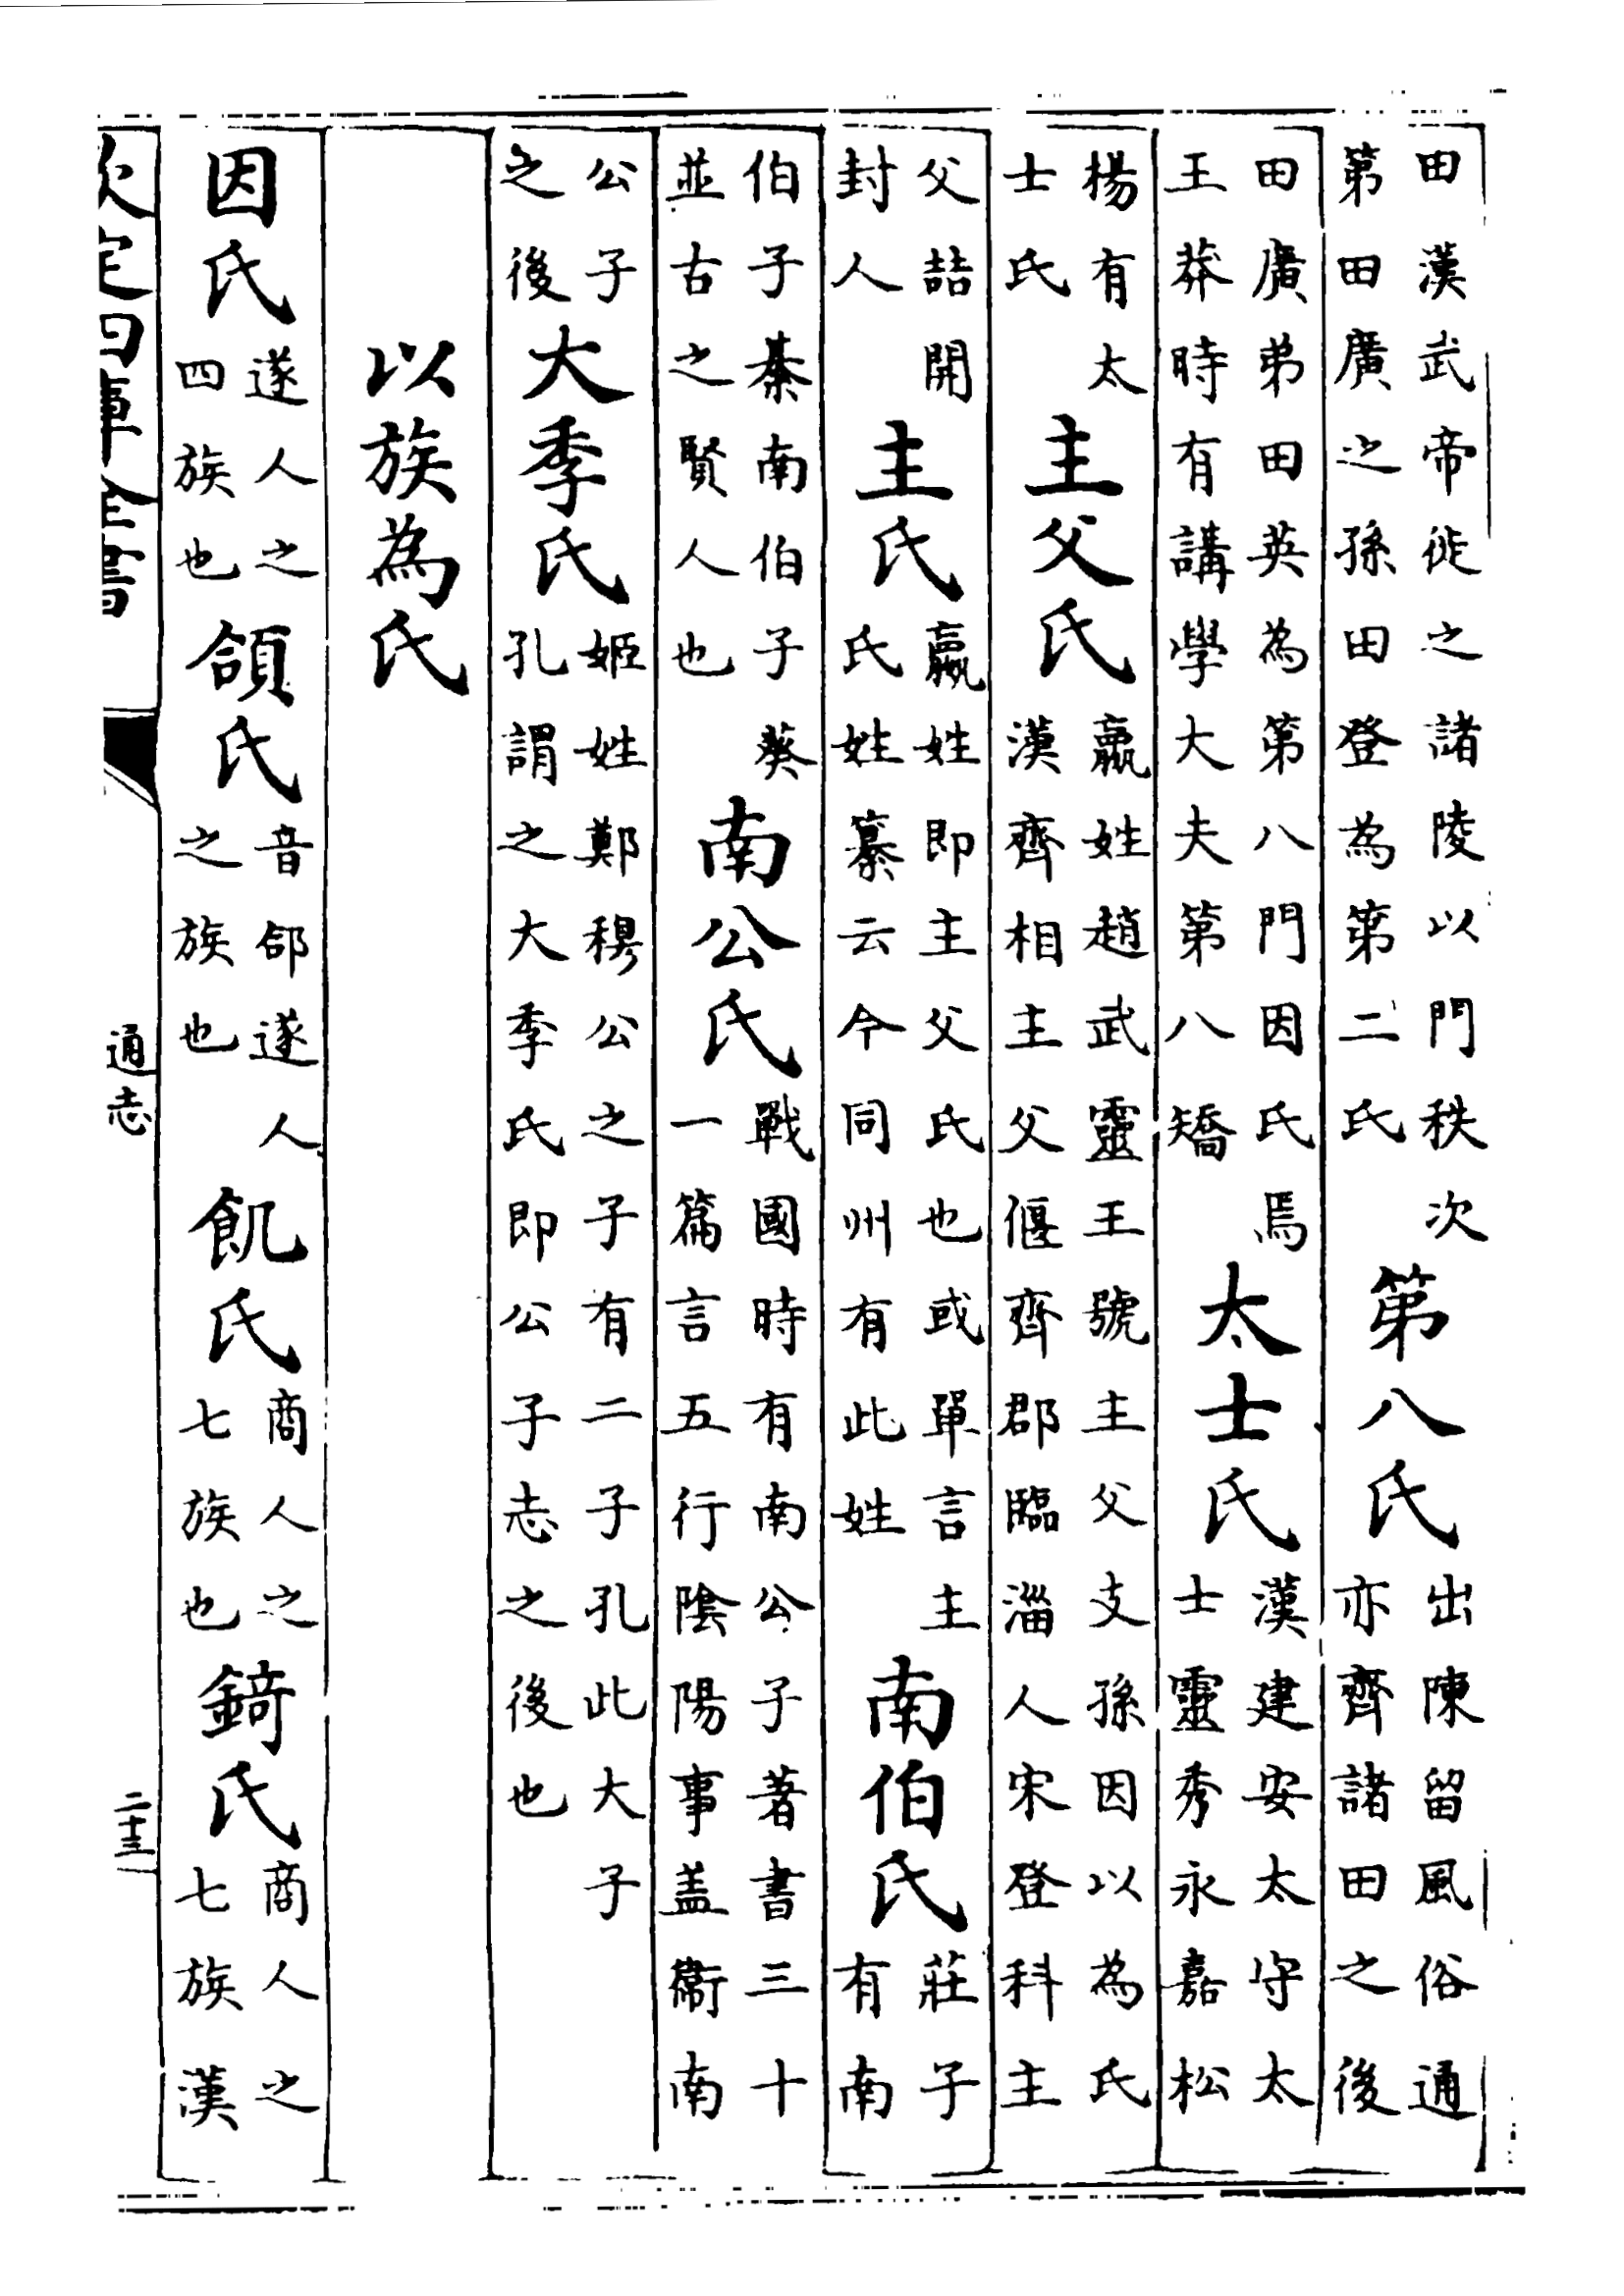 田漢武帝徙之諸陵以門秩次
第田廣之孫田登為第二氏
第八氏
出陳留風俗通
亦齊諸田之後
田廣弟田英為第八門因氏焉
王莽時有講學大夫第八矯
太士氏
漢建安太守太
士靈秀永嘉松
楊有太
士氏
主父氏
嬴姓趙武靈王號主父支孫因以為氏
漢齊相主父偃齊郡臨淄人宋登科主
父喆開
封人
主氏
嬴姓即主父氏也或單言主
氏姓纂云今同州有此姓
南伯氏
莊子
有南
伯子綦南伯子葵
並古之賢人也
南公氏
戰國時有南公子著書三十
一篇言五行陰陽事盖衞南
公子
之後
大季氏
姬姓鄭穆公之子有二子孔此大子
孔謂之大季氏即公子志之後也
以族為氏
因氏
遂人之
四族也
頜氏
音郃遂人
之族也
飢氏
商人之
七族也
錡氏
商人之
七族漢
欽定四庫全書
通志
二十三